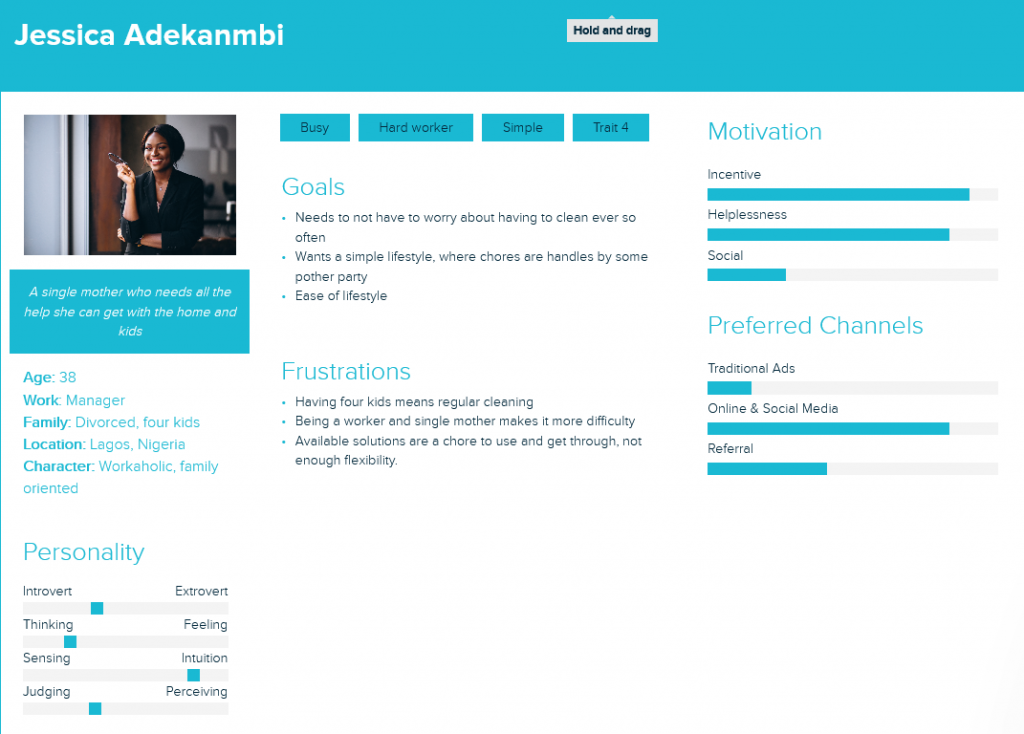 Jessica Adekanmbi
Hold and drag
A single mother who needs all the
help she can get with the home and
kids
Age: 38
Work: Manager
Family: Divorced, four kids
Location: Lagos, Nigeria
Character: Workaholic, family
oriented
Personality
Introvert Extrovert
Thinking Feeling
Sensing Intuition
Judging Perceiving
Busy Hard worker Simple Trait 4
Goals
• Needs to not have to worry about having to clean ever so
often
• Wants a simple lifestyle, where chores are handles by some
pother party
• Ease of lifestyle
Frustrations
• Having four kids means regular cleaning
• Being a worker and single mother makes it more difficulty
• Available solutions are a chore to use and get through, not
enough flexibility.
Motivation
Incentive
Helplessness
Social
Preferred Channels
Traditional Ads
Online & Social Media
Referral